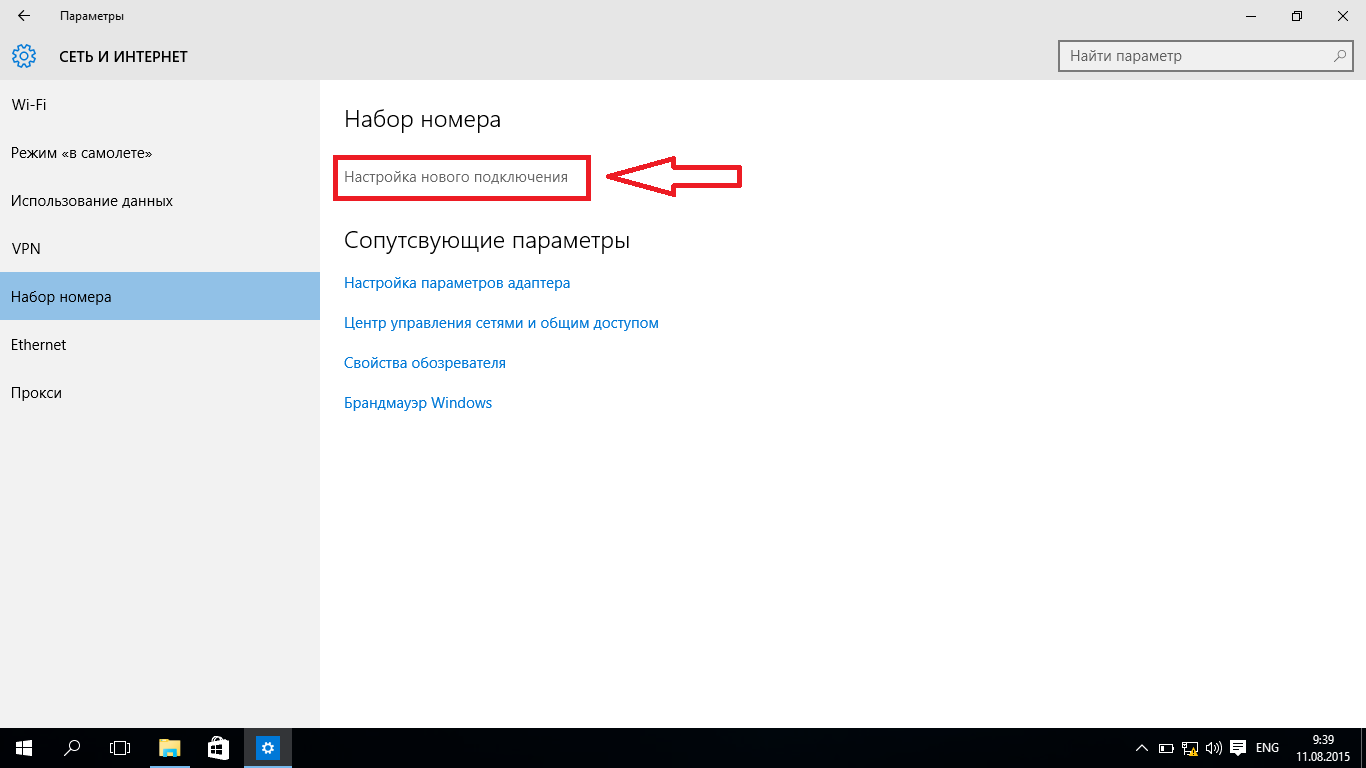 Параметры
СЕТЬ И ИНТЕРНЕТ
Найти параметр
Wi-Fi
Режим «в самолете»
Использование данных
VPN
Набор номера
Ethernet
Прокси
Набор номера
Настройка нового подключения
Сопутсвующие параметры
Настройка параметров адаптера
Центр управления сетями и общим доступом
Свойства обозревателя
Брандмауэр Windows
ENG
9:39
11.08.2015